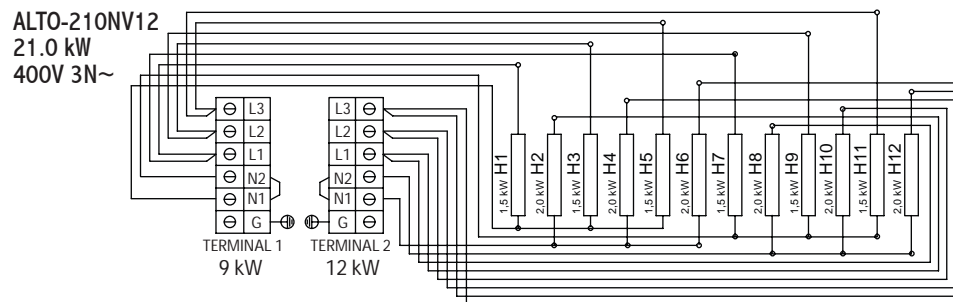 ALTO-210NV12
21.0 kW
400V 3N~
L3
L2
L1
N2
N1
G
TERMINAL 1
9 kW
L3
L2
L1
N2
N1
G
TERMINAL 2
12 kW
1,5 kW H1
2,0 kW H2
1,5 kW H3
2,0 kW H4
1,5 kW H5
2,0 kW H6
1,5 kW H7
2,0 kW H8
1,5 kW H9
2,0 kW H10
1,5 kW H11
2,0 kW H12